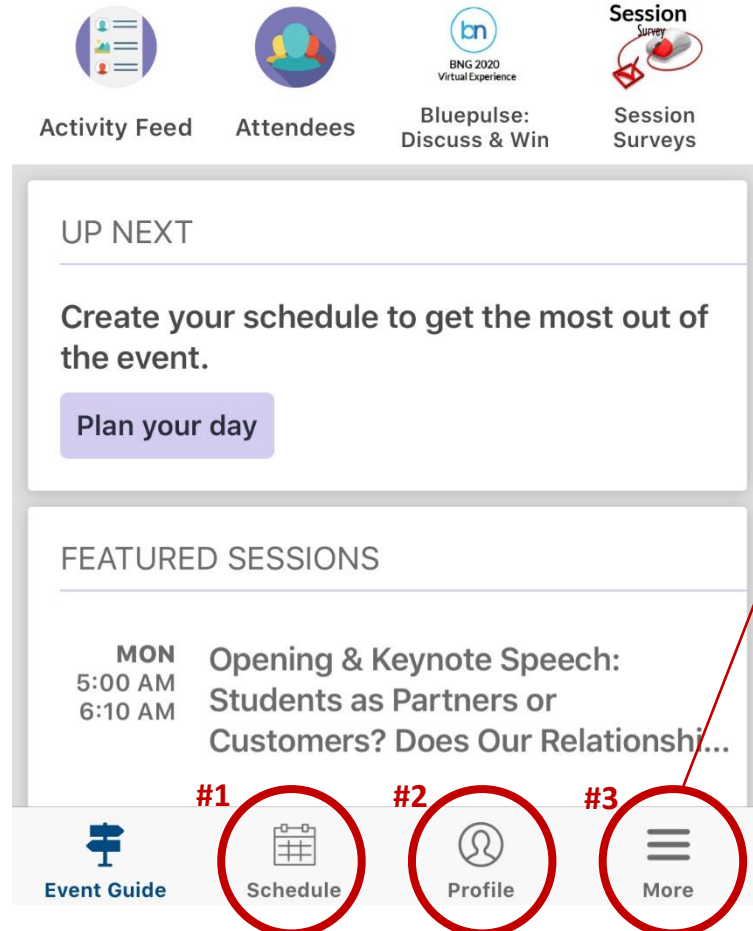 Session
Survey
bn
BNG 2020
Virtual Experience
Activity Feed
Attendees
Bluepulse:
Discuss & Win
Session
Surveys
UP NEXT
Create your schedule to get the most out of
the event.
Plan your day
FEATURED SESSIONS
MON
5:00 AM
6:10 AM
Opening & Keynote Speech:
Students as Partners or
Customers? Does Our Relationshi...
#1
#2
#3
Event Guide
Schedule
Profile
More